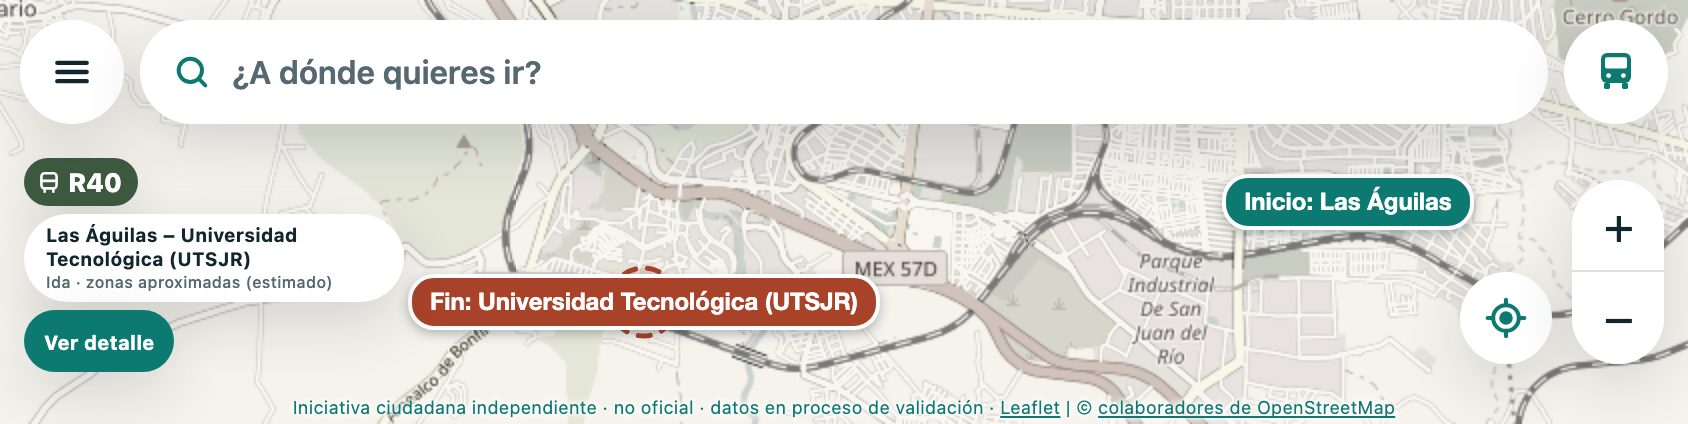 ario
Cerro Gordo
¿A dónde quieres ir?
R40
Las Águilas – Universidad
Tecnológica (UTSJR)
Ida · zonas aproximadas (estimado)
Ver detalle
Inicio: Las Águilas
MEX 57D
Fin: Universidad Tecnológica (UTSJR)
Parque
Industrial
De San
Juan del
Río
+
−
Iniciativa ciudadana independiente · no oficial · datos en proceso de validación · Leaflet | © colaboradores de OpenStreetMap